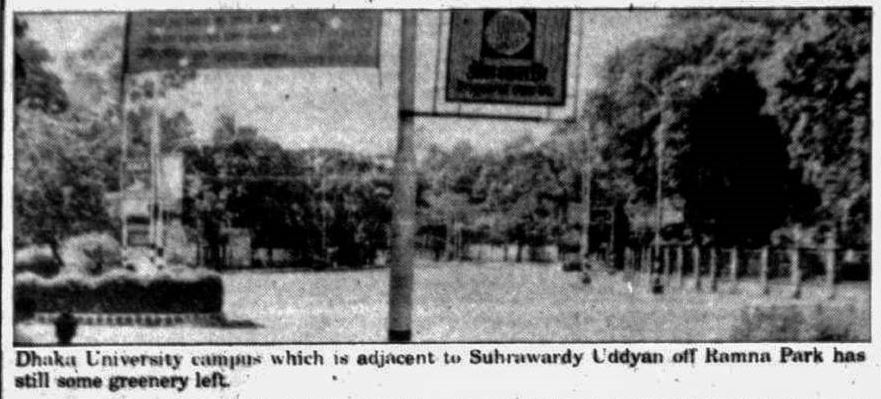 Dhaka University campus which is adjacent to Suhrawardy Uddyan off Ramna Park has
still some greenery left.